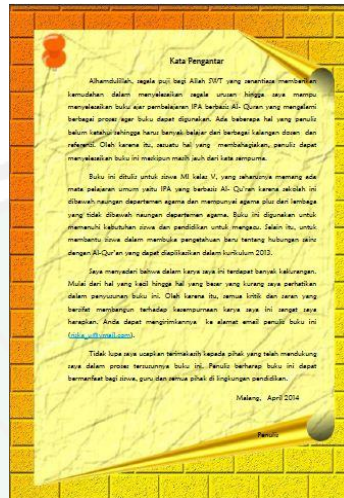 Kata Pengantar
Alhamdulillah, segala puji bagi Allah SWT yang senantiasa memberikan
kemudahan dalam menyelesaikan segala urusan hingga saya mampu
menyelesaikan buku ajar pembelajaran IPA berbasis Al- Quran yang mengalami
berbagai proses agar buku dapat digunakan. Ada beberapa hal yang penulis
belum ketahui sehingga harus banyak belajar dari berbagai kalangan dosen dan
referensi. Oleh karena itu, sesuatu hal yang membahagiakan, penulis dapat
menyelesaikan buku ini meskipun masih jauh dari kata sempurna.
Buku ini ditulis untuk siswa MI kelas V, yang seharusnya memang ada
mata pelajaran umum yaitu IPA yang berbasis Al- Qu'ran karena sekolah ini
dibawah naungan departemen agama dan mempunyai agama plus dari lembaga
yang tidak dibawah naungan departemen agama. Buku ini digunakan untuk
memenuhi kebutuhan siswa dan pendidikan untuk mengacu. Selain itu, untuk
membantu siswa dalam membuka pengetahuan baru tentang hubungan sains
dengan Al-Qur'an yang dapat diaplikasikan dalam kurikulum 2013.
Saya menyadari bahwa dalam karya saya ini terdapat banyak kekurangan.
Mulai dari hal yang kecil hingga hal yang besar yang kurang saya perhatikan
dalam penyusunan buku ini. Oleh karena itu, semua kritik dan saran yang
bersifat membangun terhadap kesempurnaan karya saya ini sangat saya
harapkan. Anda dapat mengirimkannya ke alamat email penulis buku ini
Tidak lupa saya ucapkan terimakasih kepada pihak yang telah mendukung
saya dalam proses tersusunnya buku ini. Penulis berharap buku ini dapat
bermanfaat bagi siswa, guru dan semua pihak di lingkungan pendidikan.
Malang, April 2014
Penulis